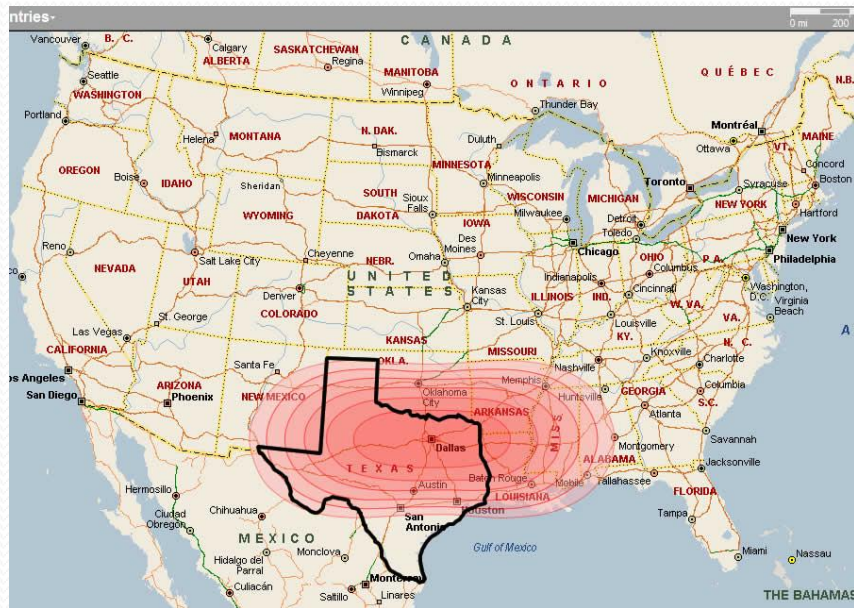 ntries
0 mi 200
C A N A D A
B. C.
Vancouver
Calgary
ALBERTA
SASKATCHEWAN
Regina
MANITOBA
Winnipeg
ONTARIO
QUÉBEC
N.B.
Seattle
WASHINGTON
Thunder Bay
Portland
Helena
MONTANA
N. DAK.
Bismarck
Duluth
Montréal
Ottawa
VT.
MAINE
Concord
Boston
OREGON
Boise
IDAHO
Sheridan
SOUTH
DAKOTA
MINNESOTA
Minneapolis
Sioux
Falls
WISCONSIN
Milwaukee
MICHIGAN
Toronto
Syracuse
NEW YORK
Hartford
WYOMING
IOWA
Des
Moines
Detroit
Toledo
Chicago
New York
Philadelphia
Reno
NEVADA
Salt Lake City
UTAH
Cheyenne
NEBR.
Omaha
U N I T E D
S T A T E S
OHIO
Columbus
P A.
Indianapolis
IND.
ILLINOIS
Cincinnati
W. VA.
Washington,
D.C.
Virginia
Beach
VA.
Denver
COLORADO
Kansas
City
St. Louis
Louisville
KY.
St. George
Las Vegas
CALIFORNIA
KANSAS
MISSOURI
Nashville
Knoxville
N. C.
Charlotte
A
os Angeles
San Diego
ARIZONA
Phoenix
Santa Fe
NEW MEXICO
OKLA.
Oklahoma
City
Memphis
Huntsville
ARKANSAS
GEORGIA
Atlanta
Columbia
S.C.
MISS
Dallas
TEXAS
Montgomery
ALABAMA
Savannah
Hermosillo
Ciudad
Obregón
Chihuahua
Austin
San
Antonio
Houston
Baton Rouge
LOUISIANA
Mobile
Tallahassee
Jacksonville
FLORIDA
Tampa
MÉXICO
Hidalgo del
Parral
Monclova
Gulf of Mexico
Miami
Nassau
Culiacán
Monterrey
Saltillo
Linares
THE BAHAMAS